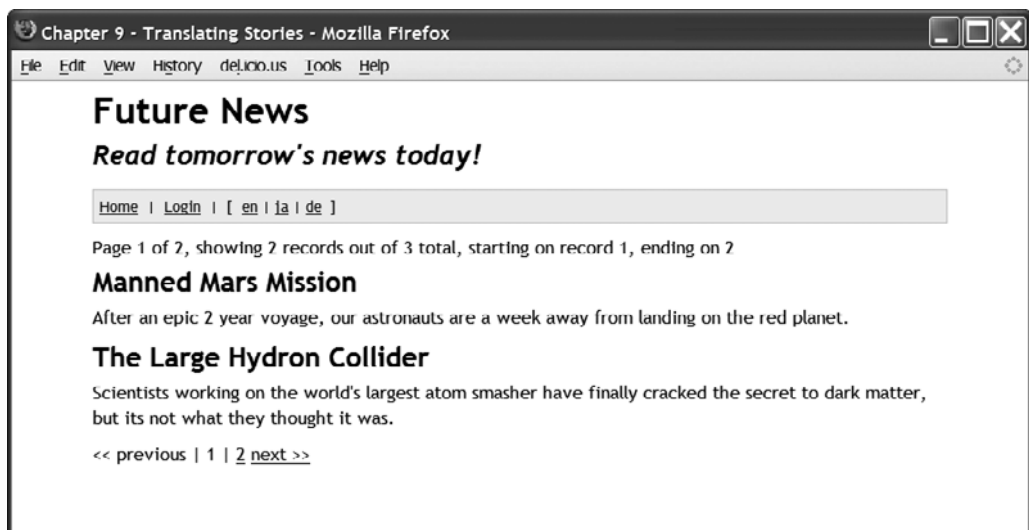 Chapter 9 - Translating Stories - Mozilla Firefox
File Edit View History del.icio.us Tools Help
Future News
Read tomorrow's news today!
Home | Login | [ en | ja | de ]
Page 1 of 2, showing 2 records out of 3 total, starting on record 1, ending on 2
Manned Mars Mission
After an epic 2 year voyage, our astronauts are a week away from landing on the red planet.
The Large Hydron Collider
Scientists working on the world's largest atom smasher have finally cracked the secret to dark matter,
but its not what they thought it was.
<< previous | 1 | 2 next >>